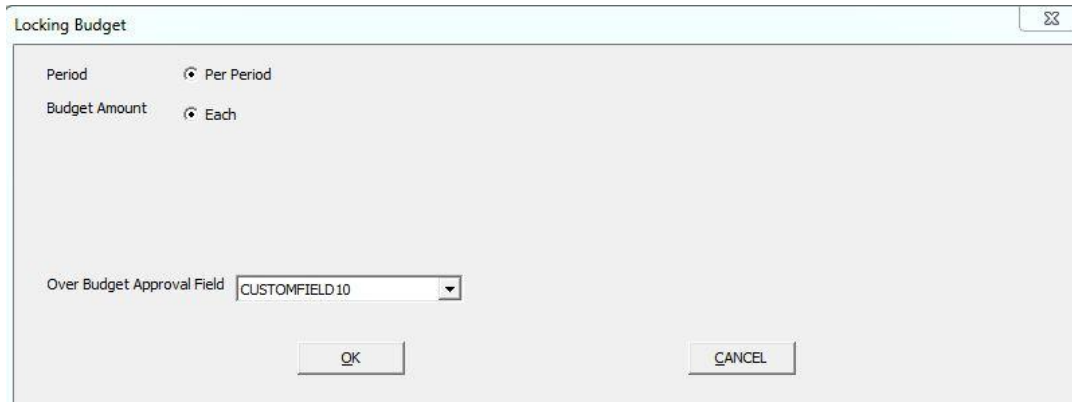 Locking Budget
Period Per Period
Budget Amount Each
Over Budget Approval Field CUSTOMFIELD10
OK CANCEL